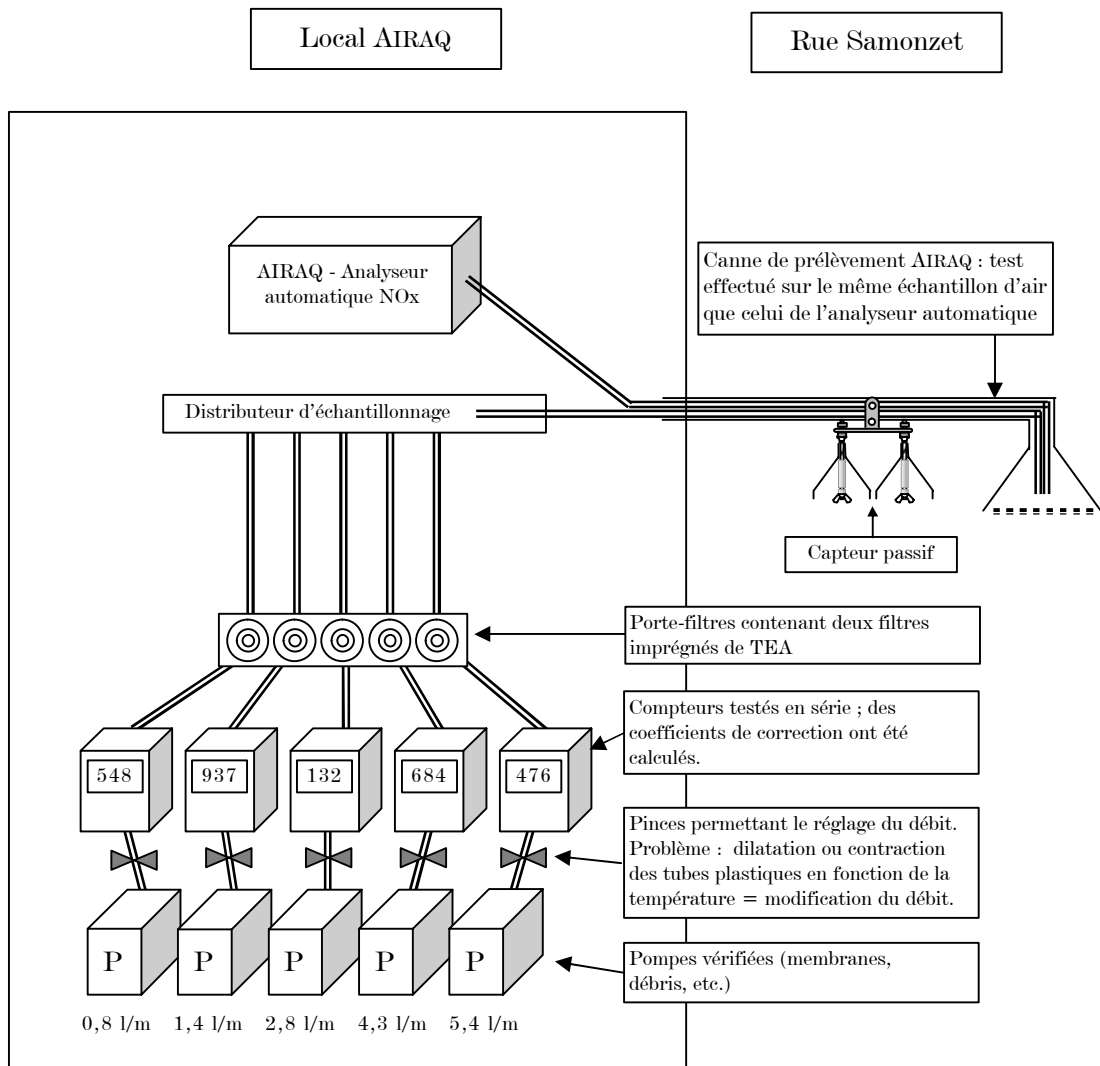 Local AIRAQ
Rue Samonzet
AIRAQ - Analyseur
automatique NOx
Canne de prélèvement AIRAQ : test
effectué sur le même échantillon d'air
que celui de l'analyseur automatique
Distributeur d'échantillonnage
Capteur passif
Porte-filtres contenant deux filtres
imprégnés de TEA
Compteurs testés en série ; des
coefficients de correction ont été
calculés.
548 937 132 684 476
Pinces permettant le réglage du débit.
Problème : dilatation ou contraction
des tubes plastiques en fonction de la
température = modification du débit.
P P P P P
Pompes vérifiées (membranes,
débris, etc.)
0,8 l/m 1,4 l/m 2,8 l/m 4,3 l/m 5,4 l/m